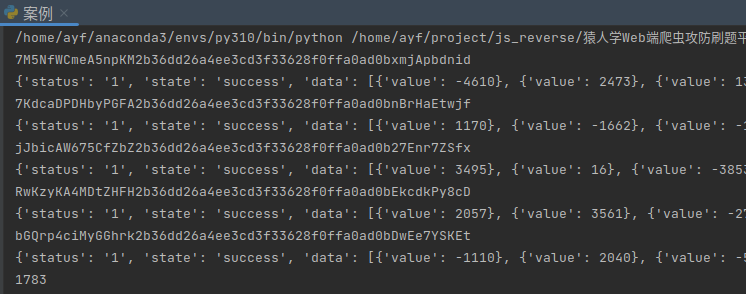 案例
/home/ayf/anaconda3/envs/py310/bin/python /home/ayf/project/js_reverse/猿人学Web端爬虫攻防刷题平
7M5NfWCmeA5npKM2b36dd26a4ee3cd3f33628f0ffa0ad0bxmjApbdnid
{'status': '1', 'state': 'success', 'data': [{'value': -4610}, {'value': 2473}, {'value': 13
7KdcaDPDHbyPGFA2b36dd26a4ee3cd3f33628f0ffa0ad0bnBrHaEtwjf
{'status': '1', 'state': 'success', 'data': [{'value': 1170}, {'value': -1662}, {'value': -1
jJbicAW675CfZbZ2b36dd26a4ee3cd3f33628f0ffa0ad0b27Enr7ZSfx
{'status': '1', 'state': 'success', 'data': [{'value': 3495}, {'value': 16}, {'value': -3853
RwKzyKA4MDtZHFH2b36dd26a4ee3cd3f33628f0ffa0ad0bEkcdkPy8cD
{'status': '1', 'state': 'success', 'data': [{'value': 2057}, {'value': 3561}, {'value': -27
bGQrp4ciMyGGhrk2b36dd26a4ee3cd3f33628f0ffa0ad0bDwEe7YSKEt
{'status': '1', 'state': 'success', 'data': [{'value': -1110}, {'value': 2040}, {'value': -5
1783